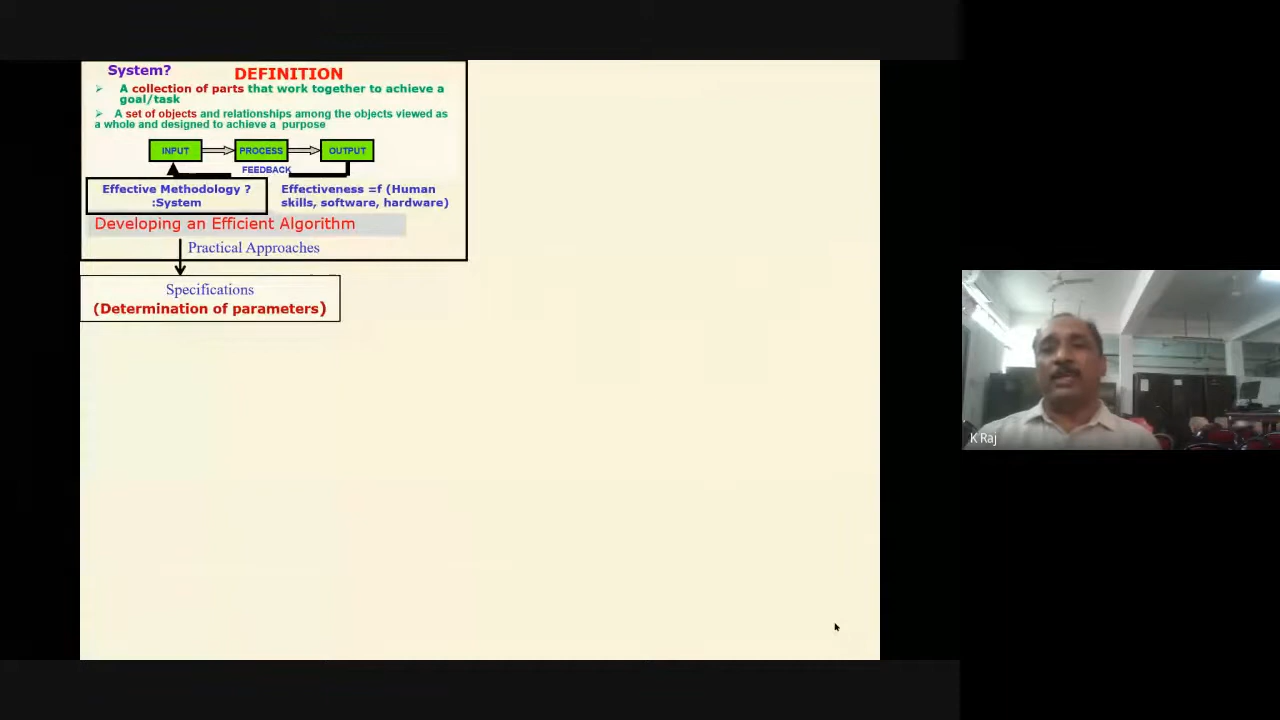 System?
DEFINITION
A collection of parts that work together to achieve a
goal/task
A set of objects and relationships among the objects viewed as
a whole and designed to achieve a purpose
INPUT
PROCESS
OUTPUT
FEEDBACK
Effective Methodology ?
:System
Effectiveness =f (Human
skills, software, hardware)
Developing an Efficient Algorithm
Practical Approaches
Specifications
(Determination of parameters)
K Raj